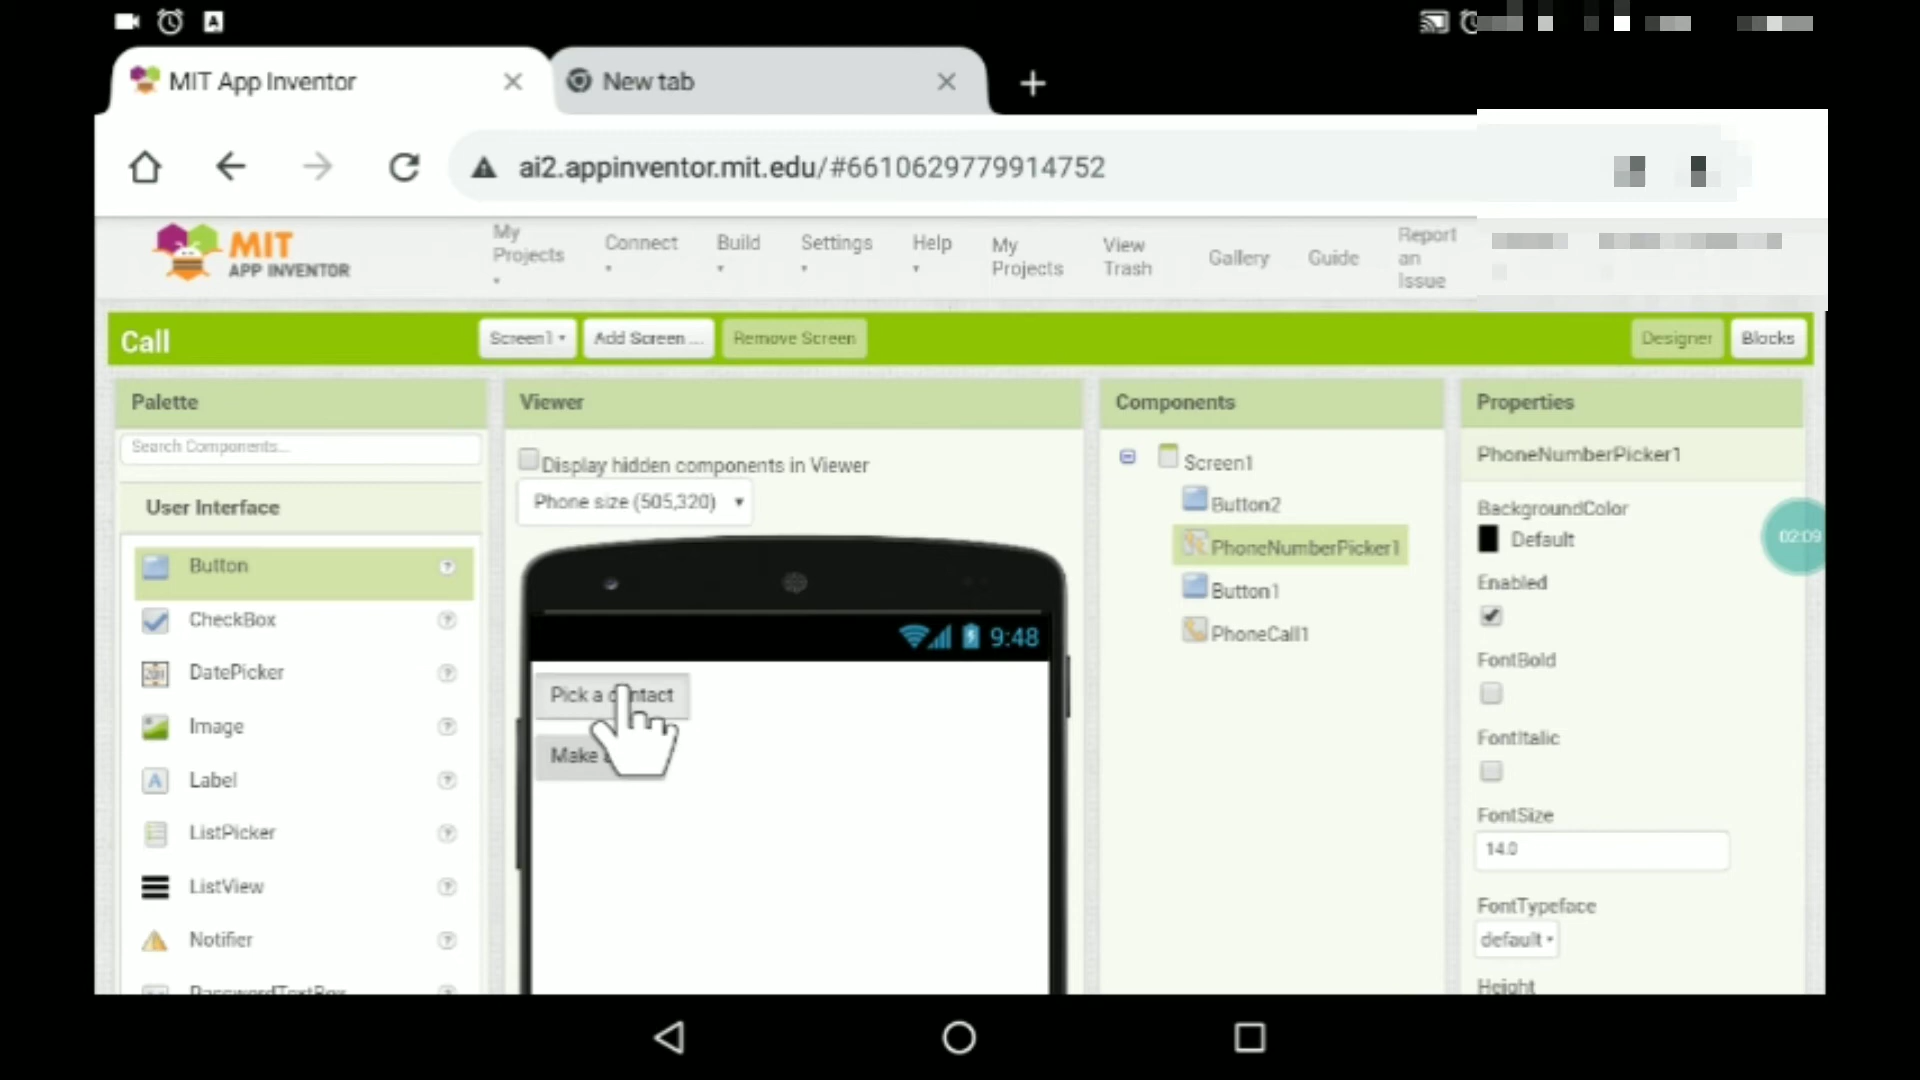 MIT App Inventor
New tab
ai2.appinventor.mit.edu/#6610629779914752
MIT
APP INVENTOR
My Projects
Connect
Build
Settings
Help
My Projects
View Trash
Gallery
Guide
Report an Issue
Call
Screen1
Add Screen ...
Remove Screen
Designer
Blocks
Palette
Search Components...
User Interface
Button
CheckBox
DatePicker
Image
Label
ListPicker
ListView
Notifier
PasswordTextBox
Viewer
Display hidden components in Viewer
Phone size (505,320)
9:48
Pick a contact
Make
Components
Screen1
Button2
PhoneNumberPicker1
Button1
PhoneCall1
Properties
PhoneNumberPicker1
BackgroundColor
Default
Enabled
FontBold
FontItalic
FontSize
14.0
FontTypeface
default
Height
02:09